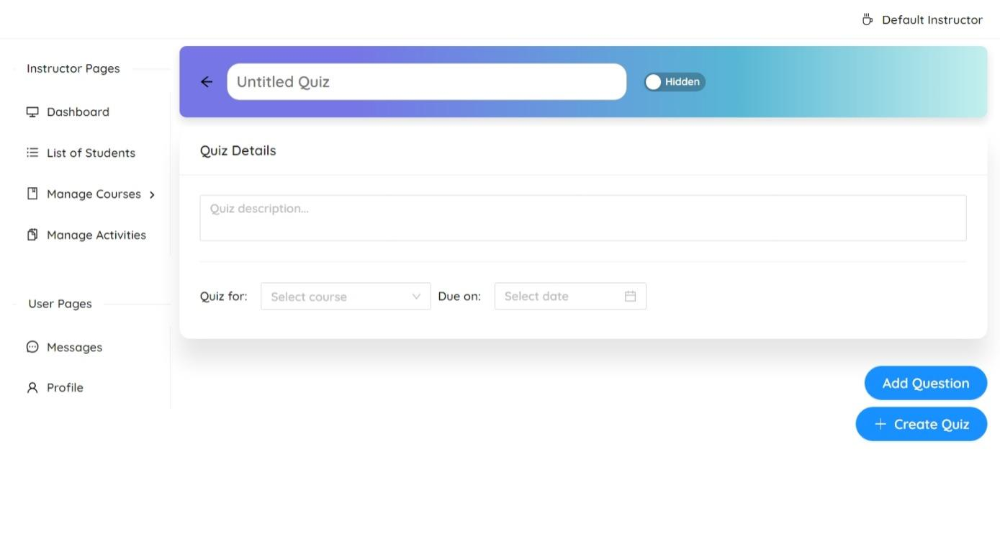 Default Instructor
Instructor Pages
Dashboard
List of Students
Manage Courses
Manage Activities
User Pages
Messages
Profile
Untitled Quiz
Hidden
Quiz Details
Quiz description...
Quiz for: Select course Due on: Select date
Add Question
Create Quiz